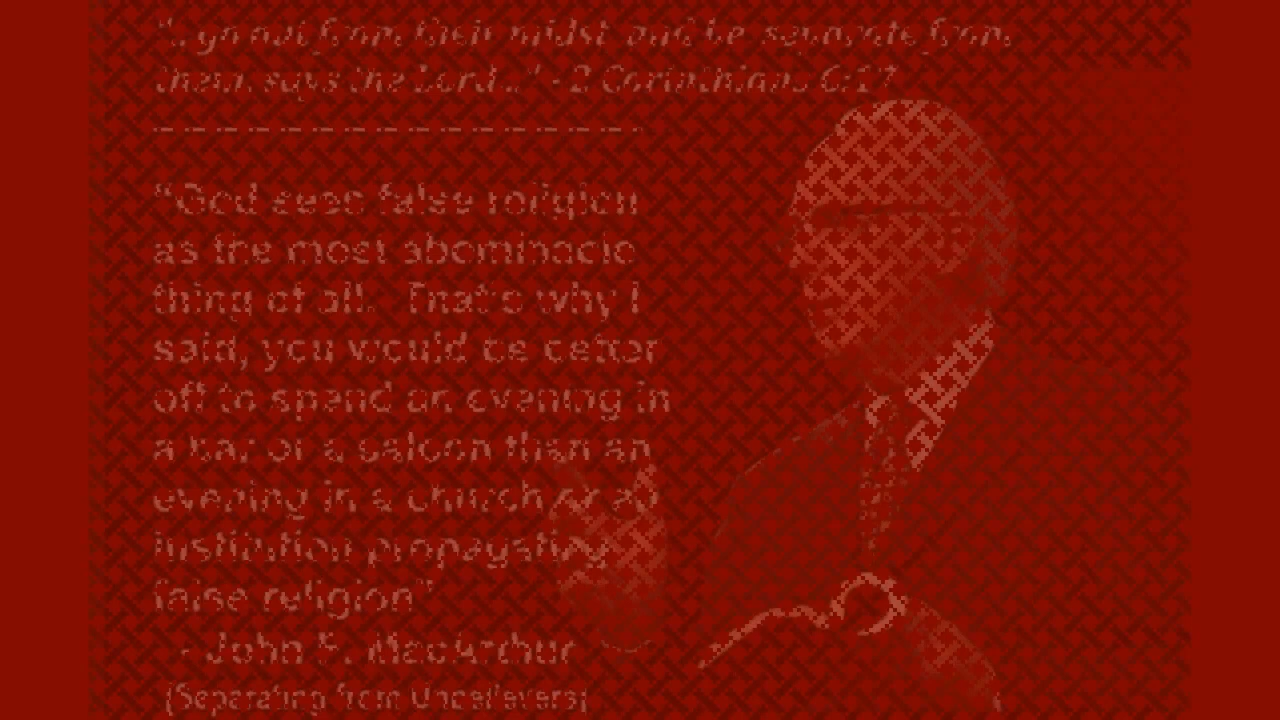 "...go out from their midst, and be separate from
them, says the Lord..." - 2 Corinthians 6:17
"God sees false religion
as the most abominable
thing of all. That's why I
said, you would be better
off to spend an evening in
a bar or a saloon than an
evening in a church or an
institution propagating
false religion"
- John F. MacArthur
(Separating from Unbelievers)